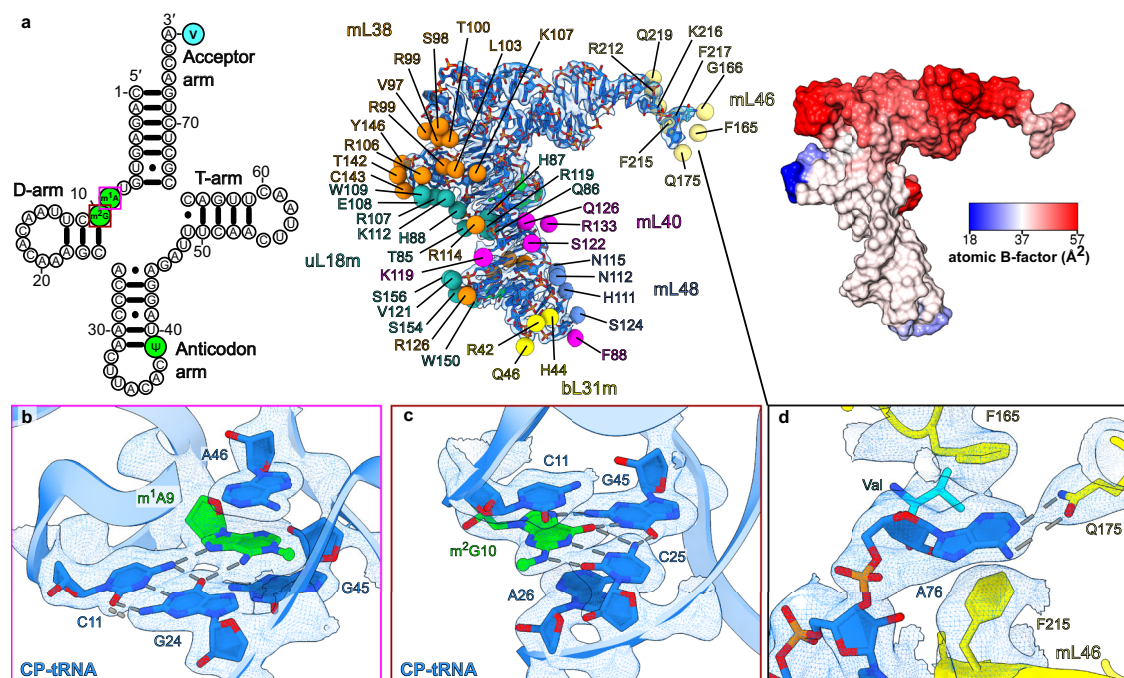 a
3′
V
Acceptor
arm
5′
1-
-70
D-arm
10
m¹A
m²G
T-arm
60
20
50
30-
-40
Ψ
Anticodon
arm
mL38
S98
T100
L103
K107
R99
V97
R99
Y146
R106
T142
C143
W109
E108
R107
K112
H88
uL18m
T85
R114
K119
S156
V121
S154
R126
W150
H87
R119
Q86
Q126
R133
mL40
S122
N115
N112
mL48
H111
S124
F88
R42
H44
Q46
bL31m
Q219
K216
R212
F217
G166
mL46
F165
F215
Q175
18
37
57
atomic B-factor (Å²)
b
A46
m¹A9
G45
C11
G24
CP-tRNA
c
C11
G45
m²G10
C25
A26
CP-tRNA
d
F165
Val
Q175
A76
F215
mL46